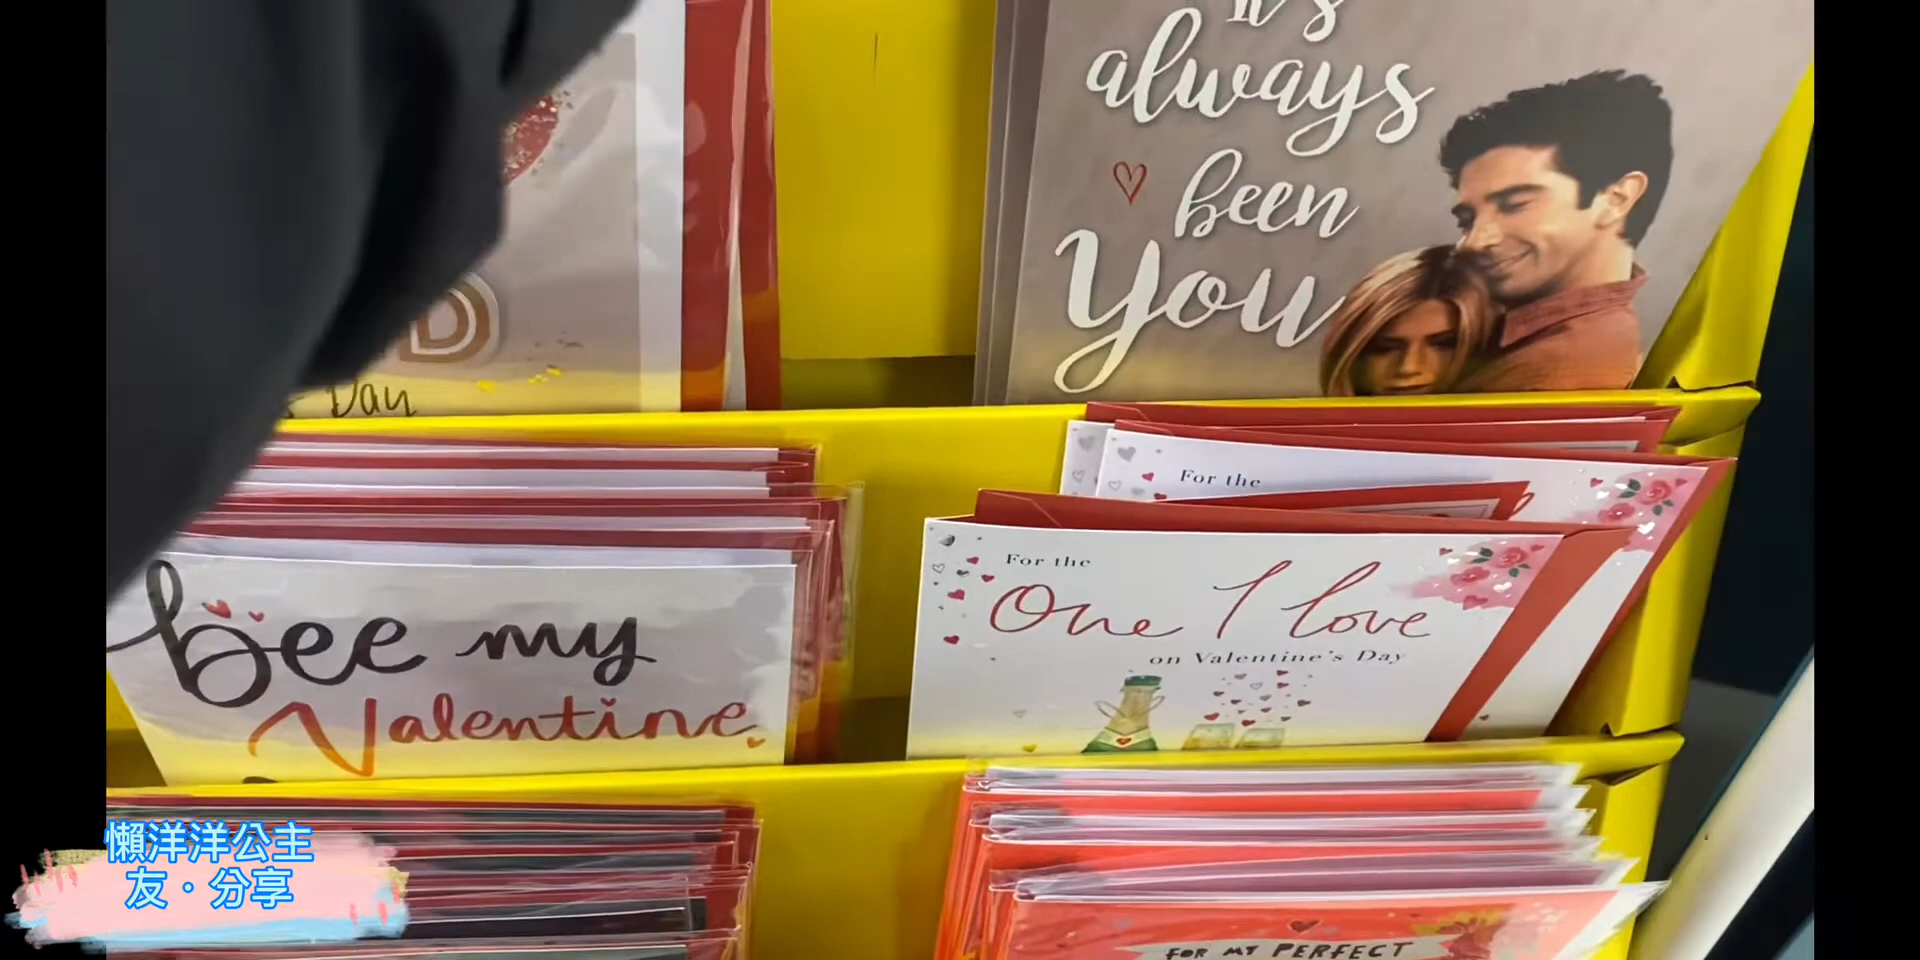 It's
always
been
You
D
Day
For the
For the
One I love
on Valentine's Day
bee my
Valentine
FOR MY PERFECT
懶洋洋公主
友·分享